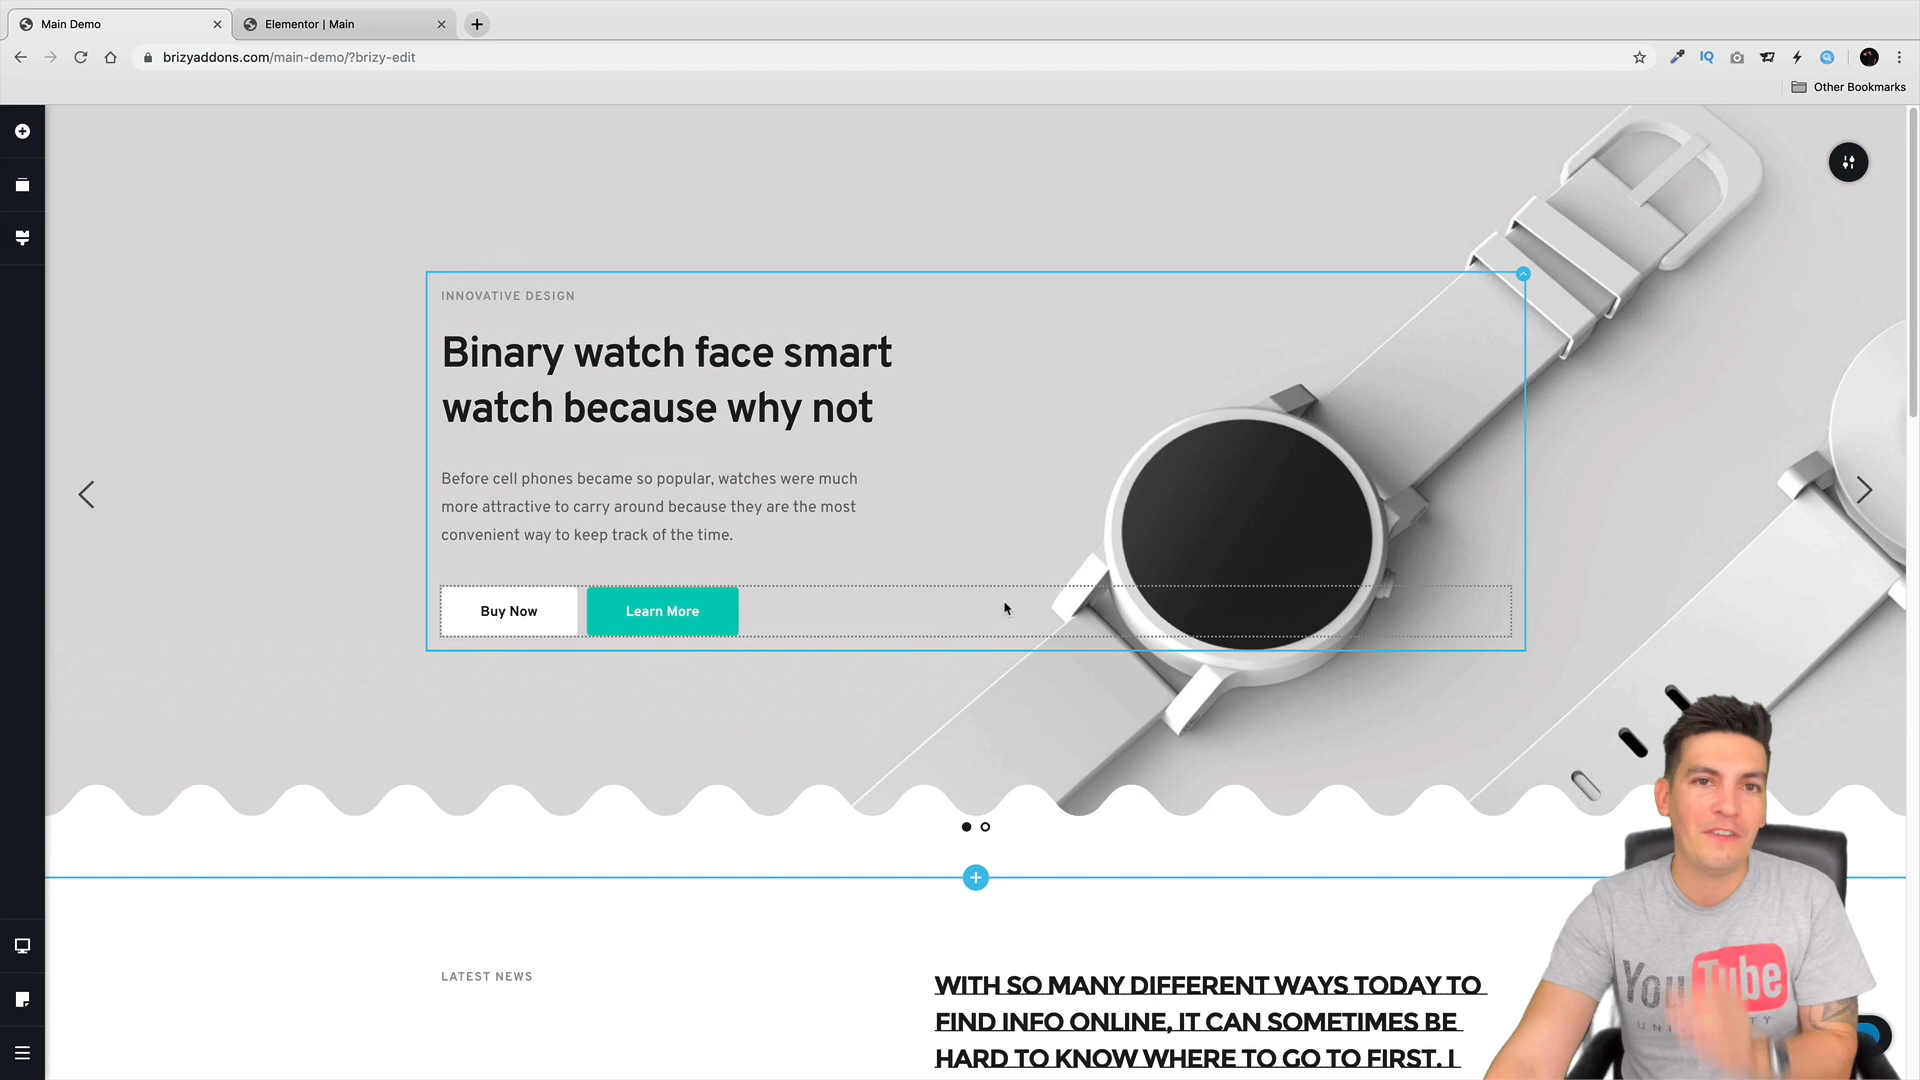 Main Demo
Elementor | Main
brizyaddons.com/main-demo/?brizy-edit
IQ
Other Bookmarks
INNOVATIVE DESIGN
Binary watch face smart
watch because why not
Before cell phones became so popular, watches were much
more attractive to carry around because they are the most
convenient way to keep track of the time.
Buy Now
Learn More
LATEST NEWS
WITH SO MANY DIFFERENT WAYS TODAY TO
FIND INFO ONLINE, IT CAN SOMETIMES BE
HARD TO KNOW WHERE TO GO TO FIRST. I
You Tube